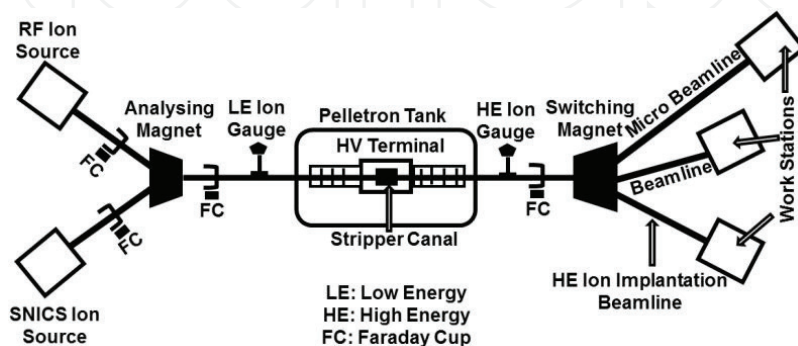 RF Ion
Source
Analysing
Magnet
LE Ion
Gauge
Pelletron Tank
HV Terminal
HE Ion
Gauge
Switching
Magnet
Micro Beamline
Work Stations
FC
FC
FC
FC
Beamline
Stripper Canal
SNICS Ion
Source
LE: Low Energy
HE: High Energy
FC: Faraday Cup
HE Ion Implantation
Beamline